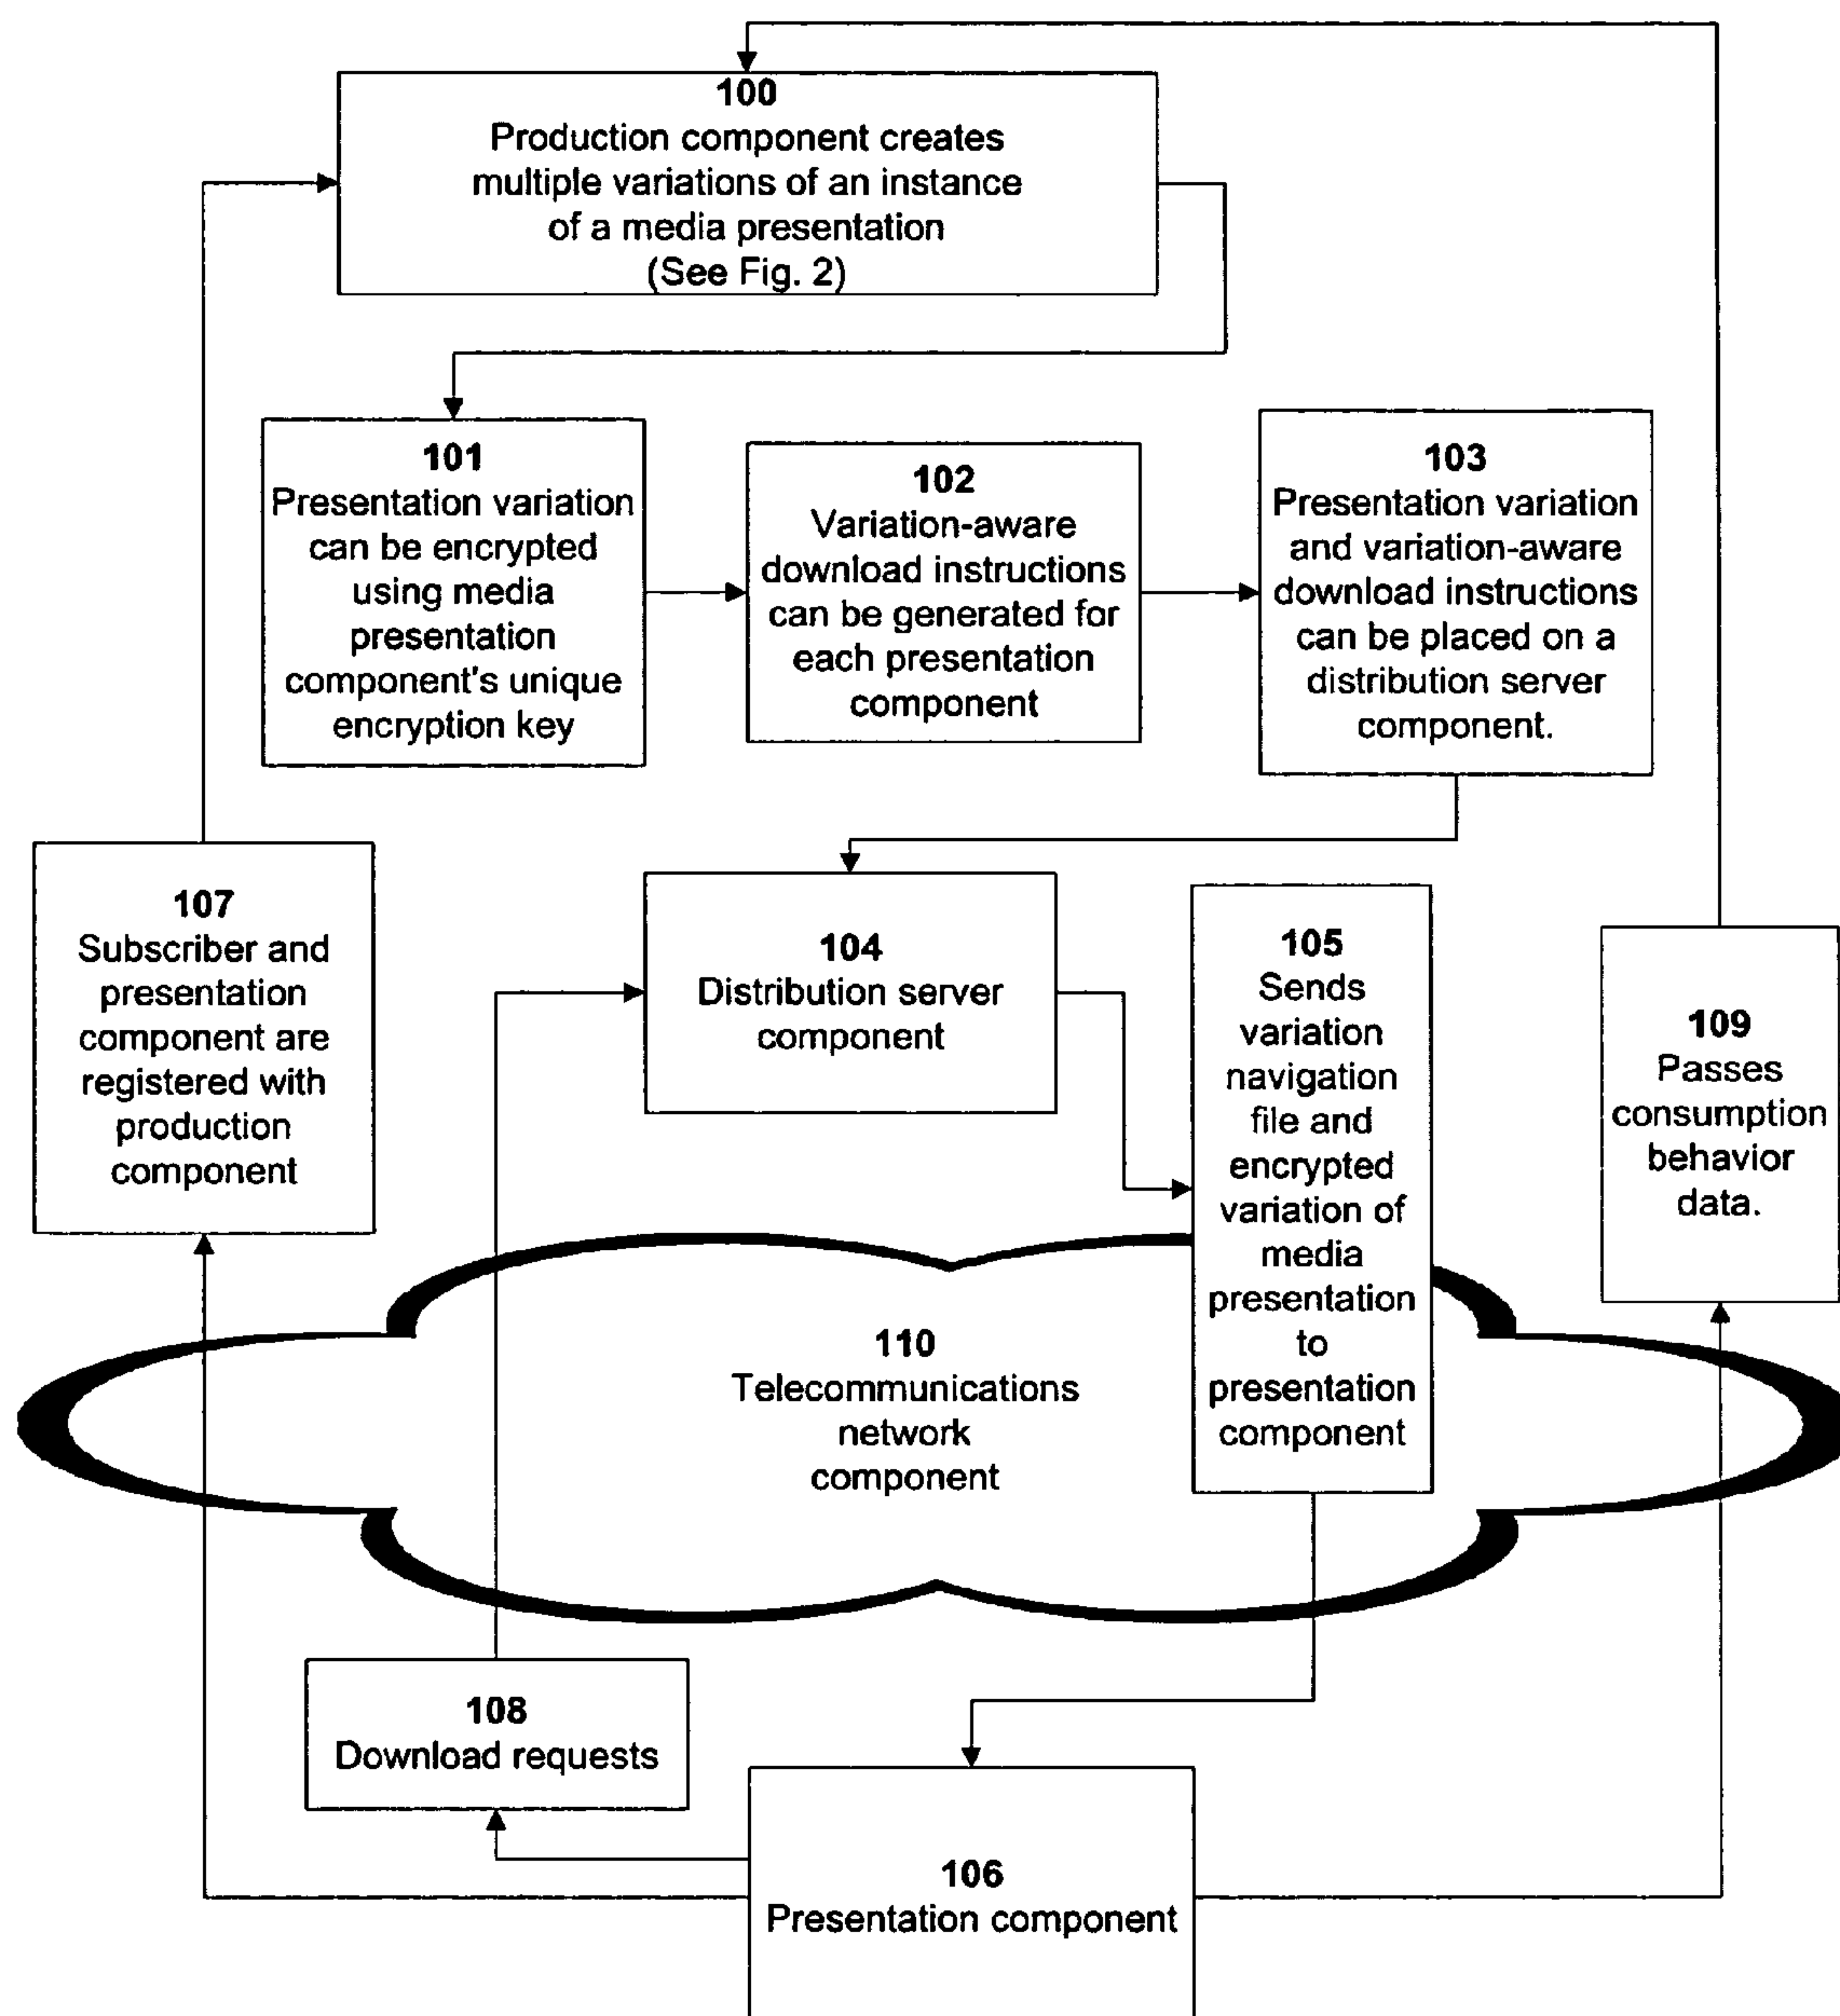 100
Production component creates
multiple variations of an instance
of a media presentation
(See Fig. 2)
101
Presentation variation
can be encrypted
using media
presentation
component's unique
encryption key
102
Variation-aware
download instructions
can be generated for
each presentation
component
103
Presentation variation
and variation-aware
download instructions
can be placed on a
distribution server
component.
107
Subscriber and
presentation
component are
registered with
production
component
104
Distribution server
component
105
Sends
variation
navigation
file and
encrypted
variation of
media
presentation
to
presentation
component
109
Passes
consumption
behavior
data.
110
Telecommunications
network
component
108
Download requests
106
Presentation component